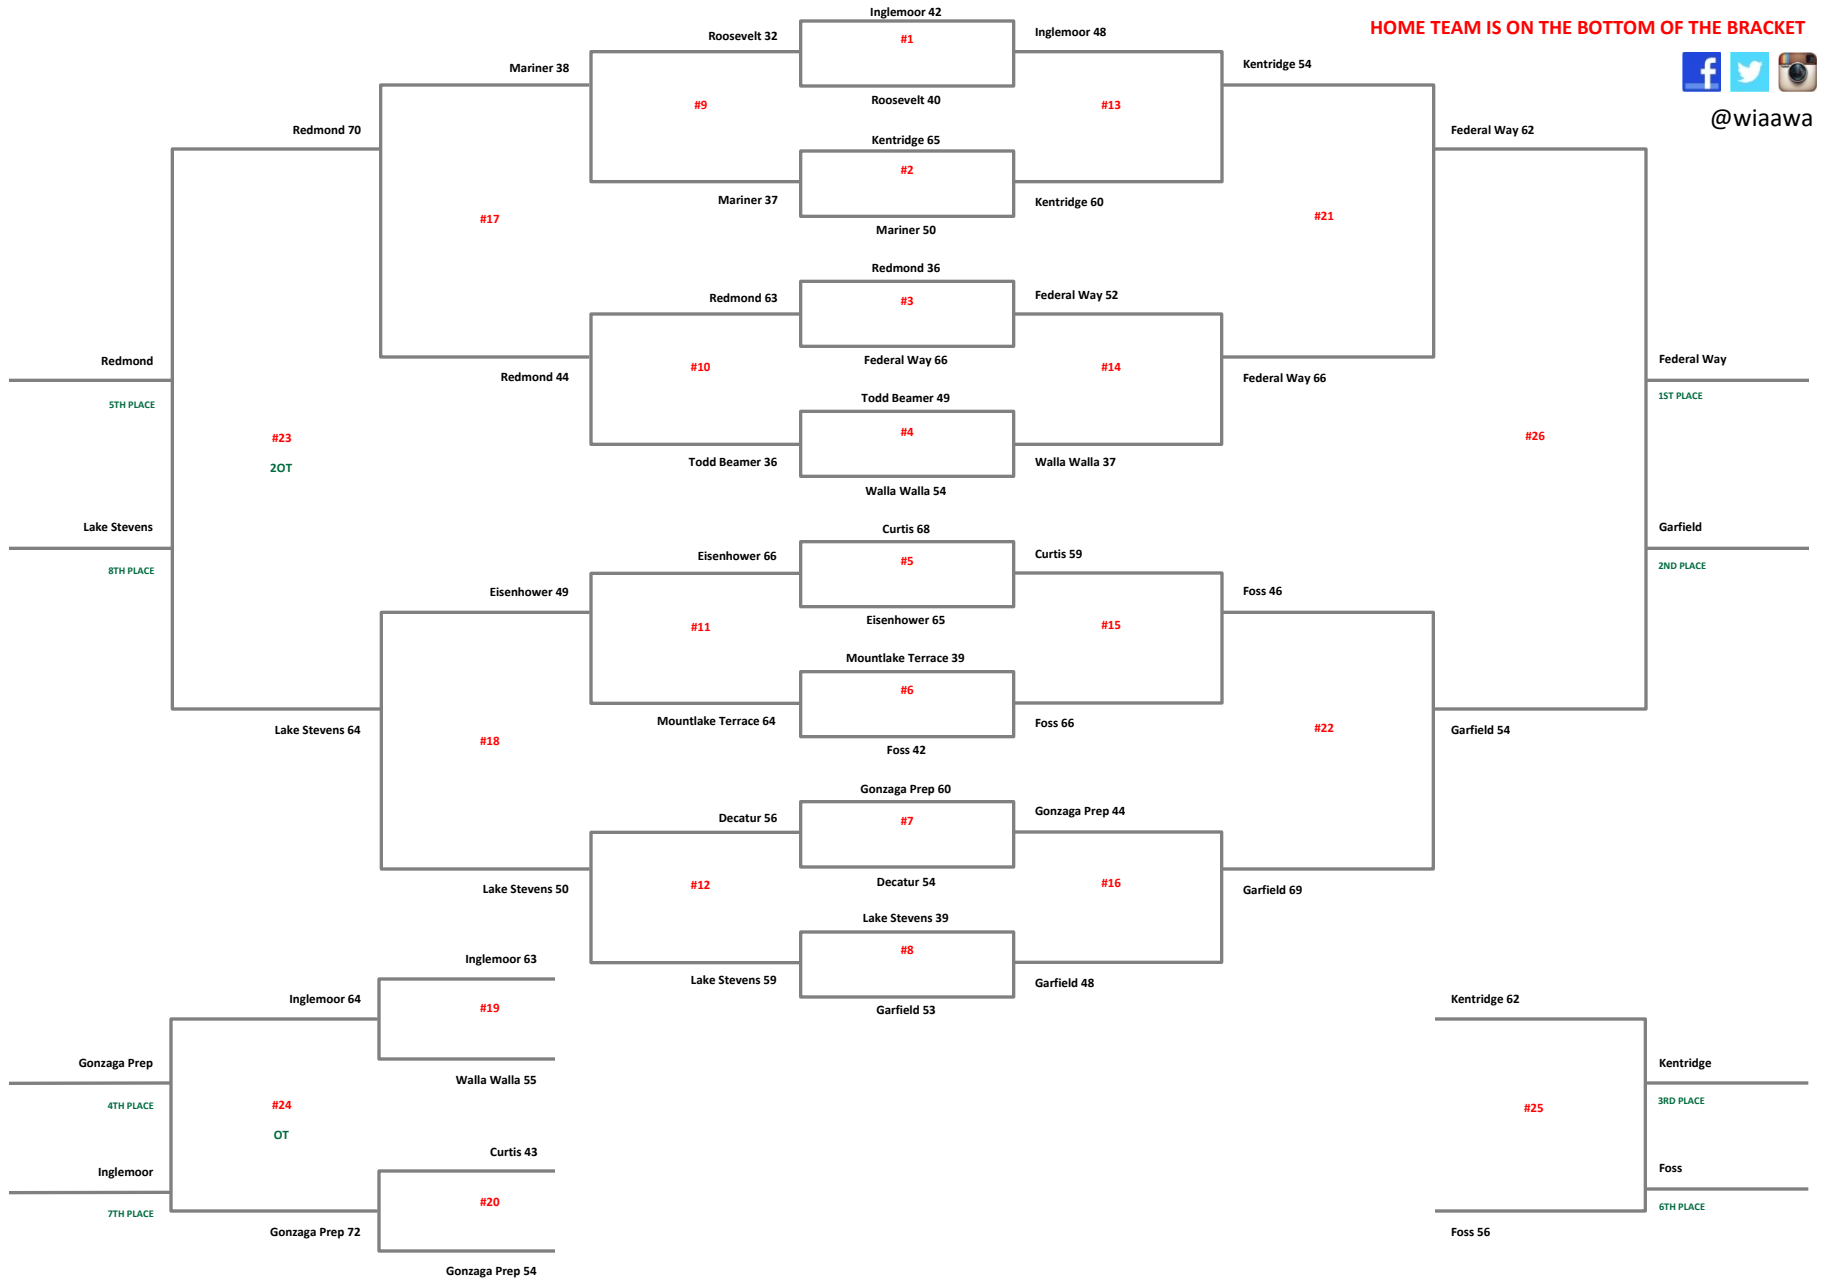 Inglemoor 42
HOME TEAM IS ON THE BOTTOM OF THE BRACKET
Roosevelt 32
#1
Inglemoor 48
Mariner 38
Kentridge 54
#9
Roosevelt 40
#13
@wiaawa
Redmond 70
Kentridge 65
Federal Way 62
#2
Mariner 37
Kentridge 60
#17
#21
Mariner 50
Redmond 36
Redmond 63
#3
Federal Way 52
Redmond
Federal Way 66
Federal Way
#10
#14
Redmond 44
Federal Way 66
5TH PLACE
1ST PLACE
Todd Beamer 49
#23
#4
#26
2OT
Todd Beamer 36
Walla Walla 37
Walla Walla 54
Lake Stevens
Curtis 68
Garfield
Eisenhower 66
#5
Curtis 59
8TH PLACE
2ND PLACE
Eisenhower 49
Foss 46
#11
Eisenhower 65
#15
Mountlake Terrace 39
#6
Mountlake Terrace 64
Foss 66
Lake Stevens 64
#18
#22
Garfield 54
Foss 42
Gonzaga Prep 60
Decatur 56
#7
Gonzaga Prep 44
Lake Stevens 50
#12
Decatur 54
#16
Garfield 69
Lake Stevens 39
Inglemoor 63
#8
Lake Stevens 59
Garfield 48
Inglemoor 64
#19
Garfield 53
Kentridge 62
Gonzaga Prep
Walla Walla 55
Kentridge
4TH PLACE
#24
#25
3RD PLACE
OT
Curtis 43
Inglemoor
Foss
#20
7TH PLACE
6TH PLACE
Gonzaga Prep 72
Foss 56
Gonzaga Prep 54